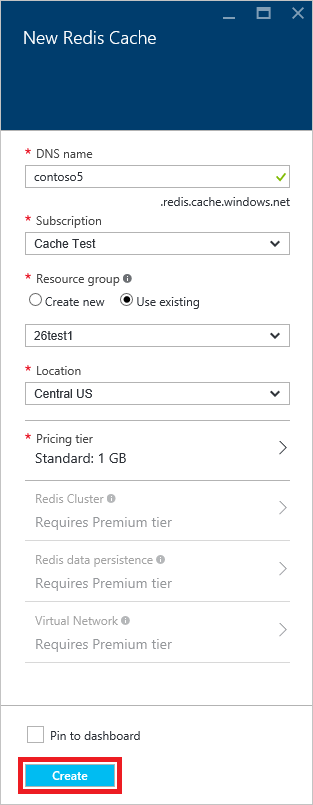 New Redis Cache
* DNS name
contoso5
.redis.cache.windows.net
* Subscription
Cache Test
* Resource group
Create new Use existing
26test1
* Location
Central US
* Pricing tier
Standard: 1 GB
Redis Cluster
Requires Premium tier
Redis data persistence
Requires Premium tier
Virtual Network
Requires Premium tier
Pin to dashboard
Create